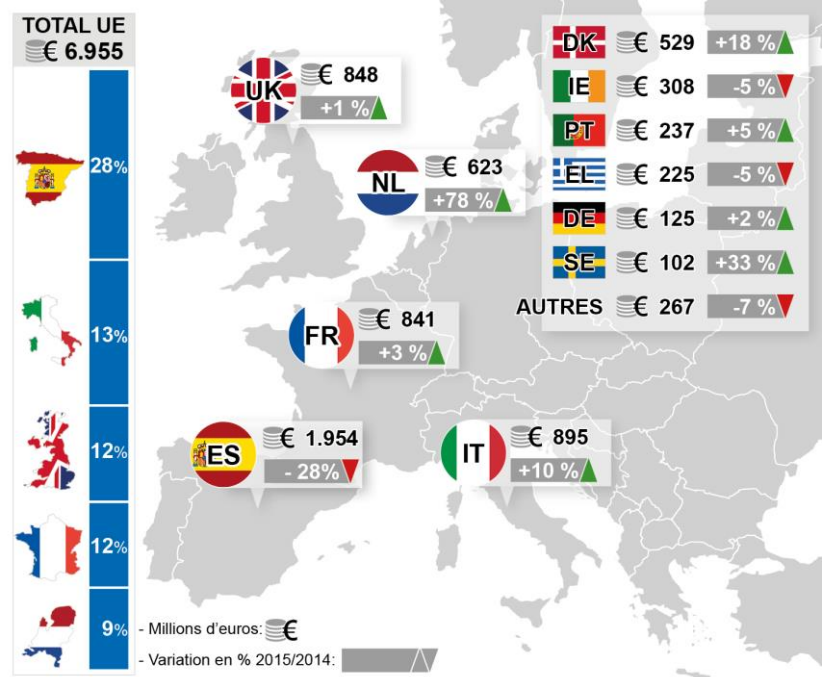 TOTAL UE
€ 6.955
28%
13%
12%
12%
9%
UK
€ 848
+1 %
NL
€ 623
+78 %
FR
€ 841
+3 %
ES
€ 1.954
- 28%
IT
€ 895
+10 %
DK € 529 +18 %
IE € 308 -5 %
PT € 237 +5 %
EL € 225 -5 %
DE € 125 +2 %
SE € 102 +33 %
AUTRES € 267 -7 %
- Millions d'euros: €
- Variation en % 2015/2014: